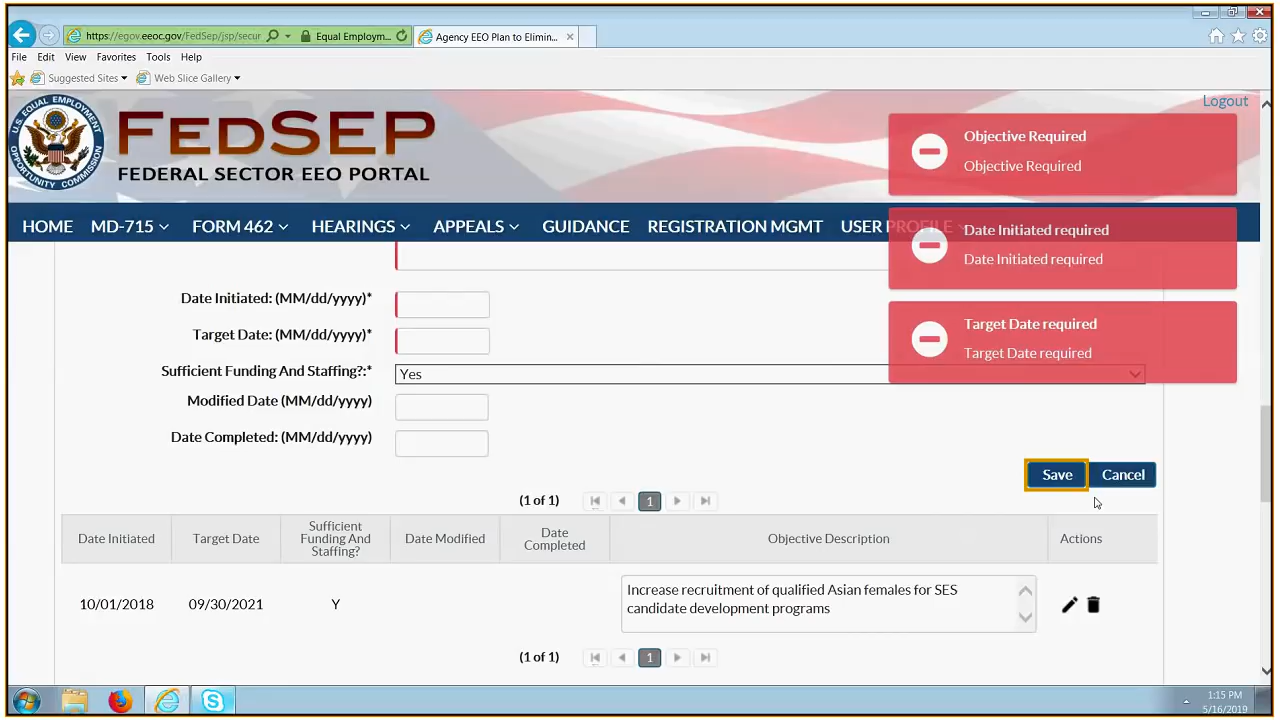 https://egov.eeoc.gov/FedSep/jsp/secur
Equal Employm...
Agency EEO Plan to Elimin...
File Edit View Favorites Tools Help
Suggested Sites
Web Slice Gallery
Logout
FEDSEP
FEDERAL SECTOR EEO PORTAL
HOME MD-715 FORM 462 HEARINGS APPEALS GUIDANCE REGISTRATION MGMT USER PROFILE
Objective Required
Objective Required
Date Initiated required
Date Initiated required
Target Date required
Target Date required
Date Initiated: (MM/dd/yyyy)*
Target Date: (MM/dd/yyyy)*
Sufficient Funding And Staffing?:* Yes
Modified Date (MM/dd/yyyy)
Date Completed: (MM/dd/yyyy)
Save Cancel
(1 of 1) 1
Date Initiated
Target Date
Sufficient
Funding And
Staffing?
Date Modified
Date
Completed
Objective Description
Actions
10/01/2018 09/30/2021 Y
Increase recruitment of qualified Asian females for SES
candidate development programs
(1 of 1) 1
1:15 PM
5/16/2019